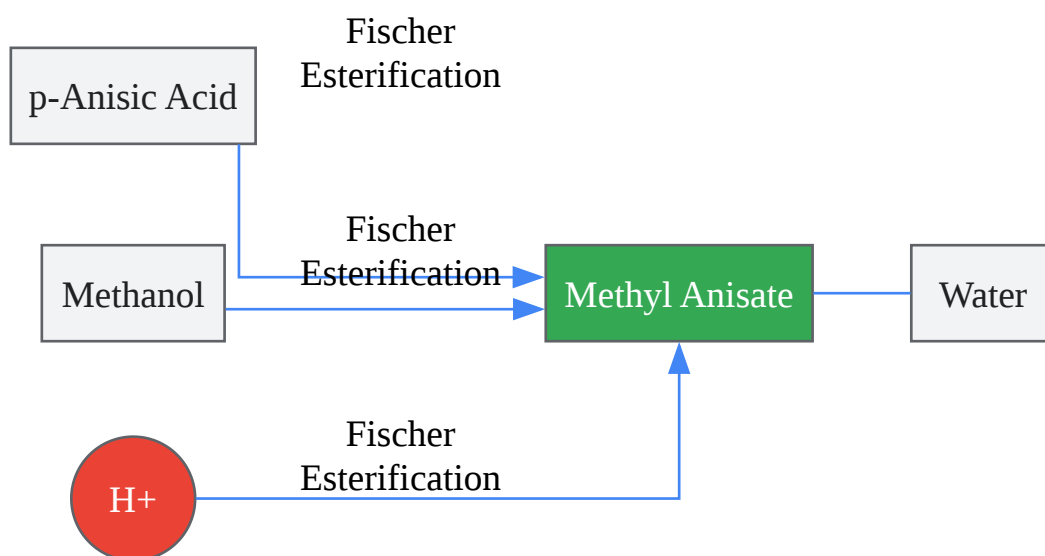 Fischer
Esterification
p-Anisic Acid
Fischer
Esterification
Methanol
Methyl Anisate
Water
Fischer
Esterification
H+